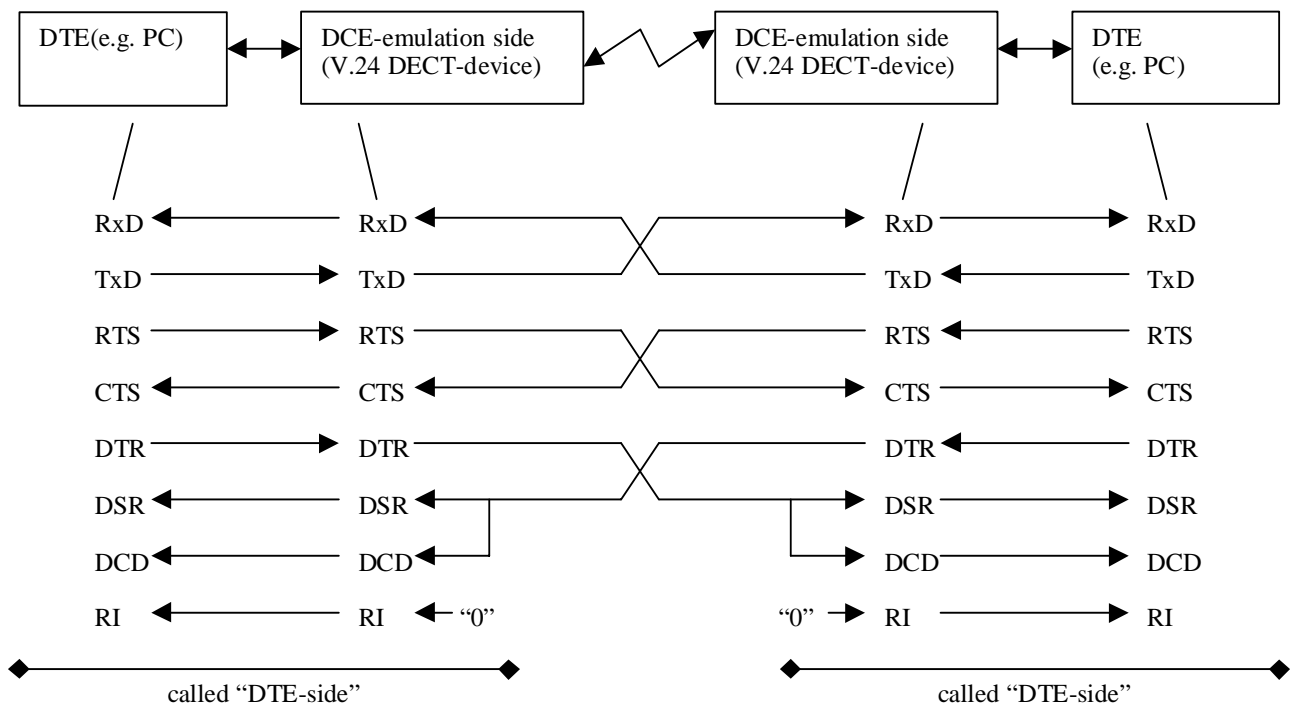 DTE(e.g. PC) DCE-emulation side DCE-emulation side DTE
(V.24 DECT-device) (V.24 DECT-device) (e.g. PC)
RxD RxD RxD RxD
TxD TxD TxD TxD
RTS RTS RTS RTS
CTS CTS CTS CTS
DTR DTR DTR DTR
DSR DSR DSR DSR
DCD DCD DCD DCD
RI RI “0” “0” RI RI
called “DTE-side” called “DTE-side”